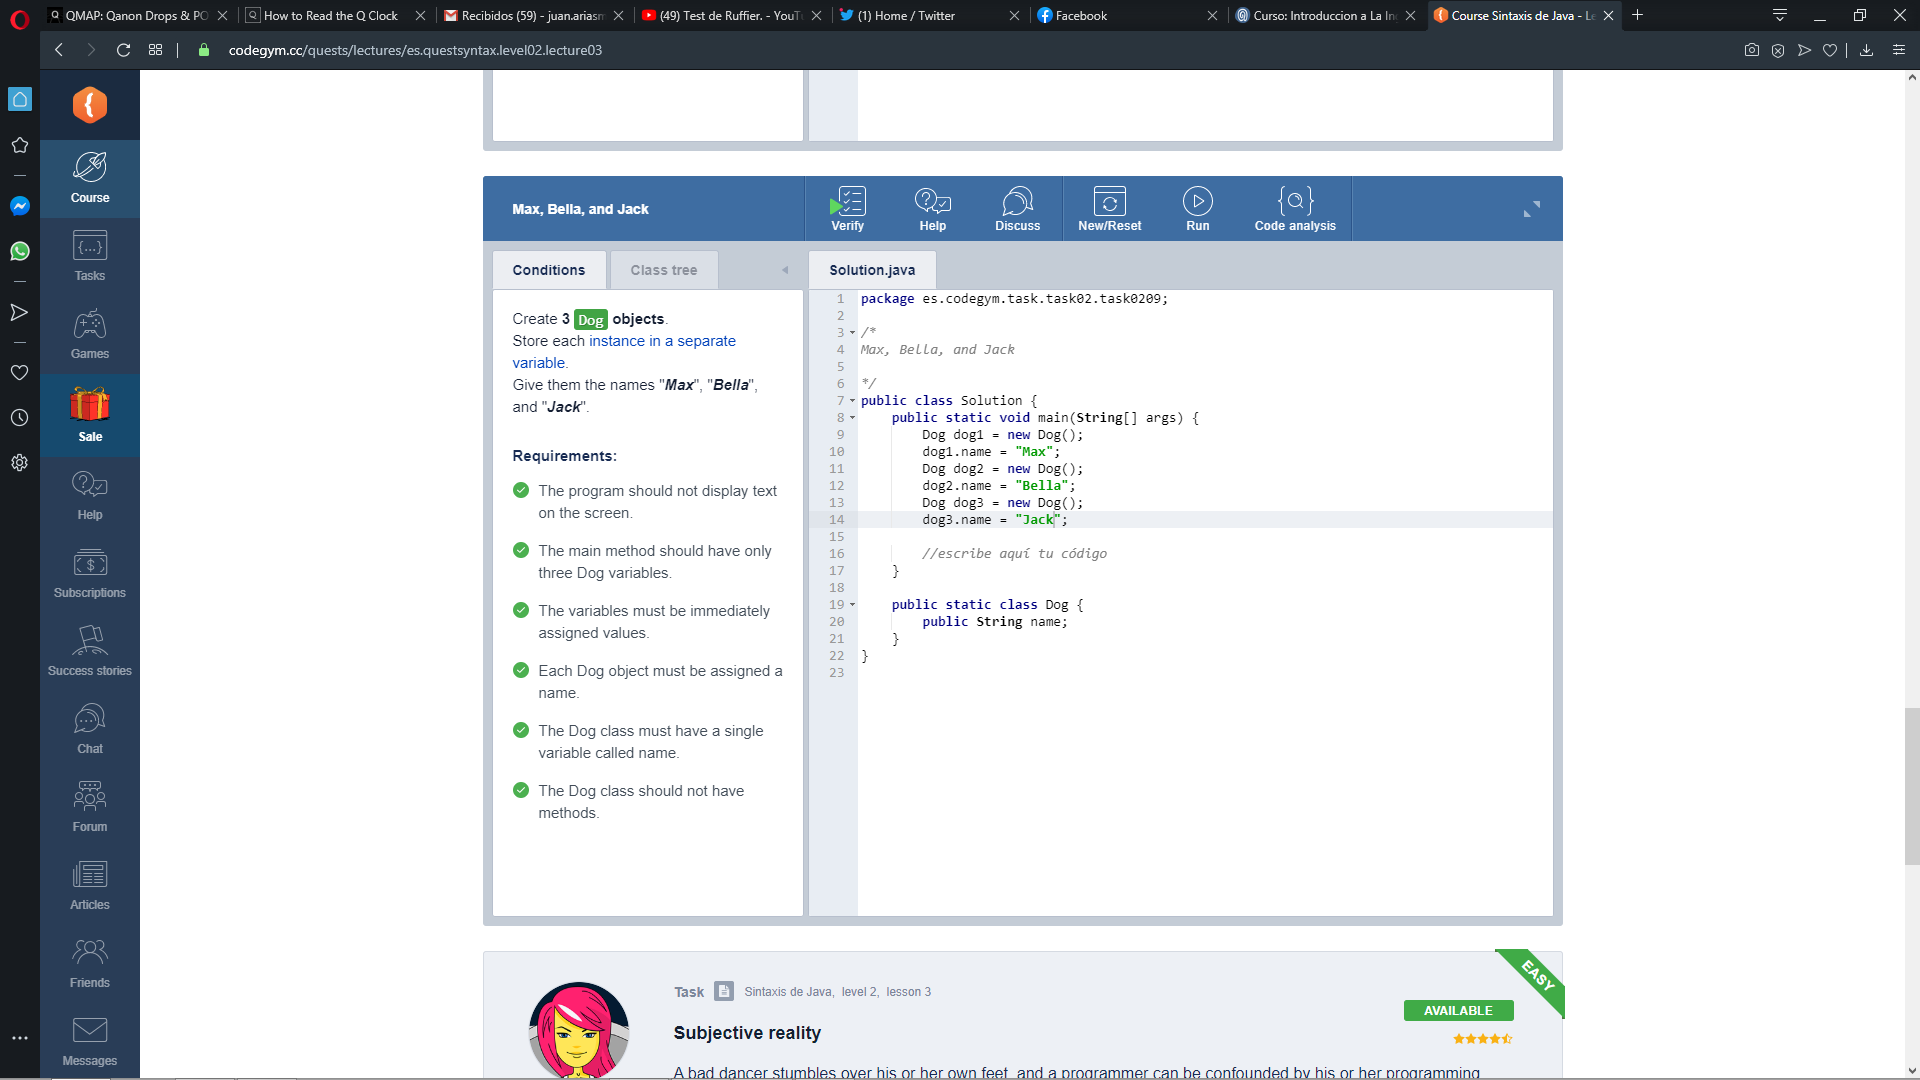 QMAP: Qanon Drops & PO
How to Read the Q Clock
Recibidos (59) - juan.ariasm
(49) Test de Ruffier. - YouT
(1) Home / Twitter
Facebook
Curso: Introduccion a La In
Course Sintaxis de Java - Le
codegym.cc/quests/lectures/es.questsyntax.level02.lecture03
Course
Tasks
Games
Sale
Help
Subscriptions
Success stories
Chat
Forum
Articles
Friends
Messages
Max, Bella, and Jack
Verify
Help
Discuss
New/Reset
Run
Code analysis
Conditions
Class tree
Solution.java
Create 3 Dog objects.
Store each instance in a separate
variable.
Give them the names "Max", "Bella",
and "Jack".
Requirements:
The program should not display text
on the screen.
The main method should have only
three Dog variables.
The variables must be immediately
assigned values.
Each Dog object must be assigned a
name.
The Dog class must have a single
variable called name.
The Dog class should not have
methods.
1 package es.codegym.task.task02.task0209;
2
3 /*
4 Max, Bella, and Jack
5
6 */
7 public class Solution {
8 public static void main(String[] args) {
9 Dog dog1 = new Dog();
10 dog1.name = "Max";
11 Dog dog2 = new Dog();
12 dog2.name = "Bella";
13 Dog dog3 = new Dog();
14 dog3.name = "Jack";
15
16 //escribe aquí tu código
17 }
18
19 public static class Dog {
20 public String name;
21 }
22 }
23
Task Sintaxis de Java, level 2, lesson 3
EASY
AVAILABLE
Subjective reality
A bad dancer stumbles over his or her own feet, and a programmer can be confounded by his or her programming